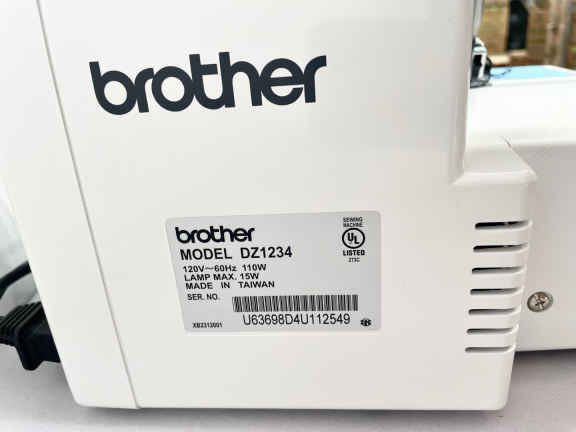 brother
brother
MODEL DZ1234
120V~60Hz 110W
LAMP MAX. 15W
MADE IN TAIWAN
SER. NO.
U63698D4U112549
XB2313001
SEWING
MACHINE
UL
LISTED
273C